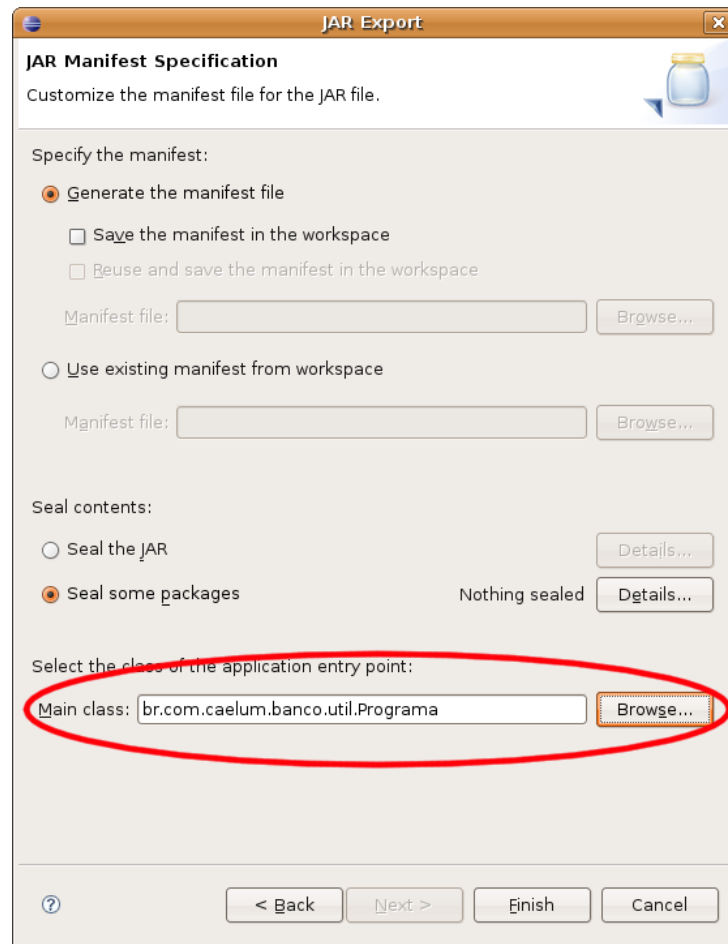 JAR Export
JAR Manifest Specification
Customize the manifest file for the JAR file.
Specify the manifest:
Generate the manifest file
Save the manifest in the workspace
Reuse and save the manifest in the workspace
Manifest file: Browse...
Use existing manifest from workspace
Manifest file: Browse...
Seal contents:
Seal the JAR Details...
Seal some packages Nothing sealed Details...
Select the class of the application entry point:
Main class: br.com.caelum.banco.util.Programa Browse...
? < Back Next > Finish Cancel